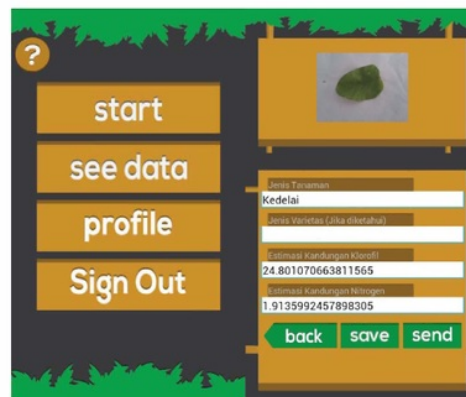 ?
start
see data
profile
Sign Out
Jenis Tanaman
Kedelai
Jenis Varietas (Jika diketahui)
Estimasi Kandungan Klorofil
24.801070663811565
Estimasi Kandungan Nitrogen
1.9135992457898305
back save send